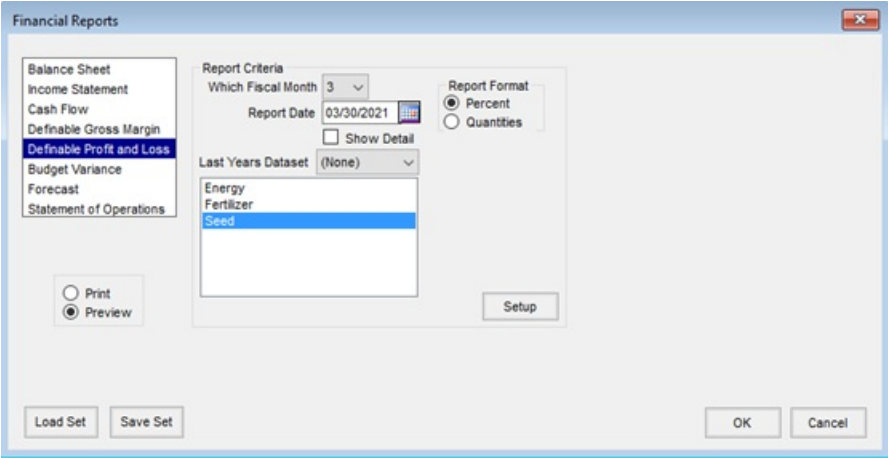 Financial Reports
Balance Sheet
Income Statement
Cash Flow
Definable Gross Margin
Definable Profit and Loss
Budget Variance
Forecast
Statement of Operations
Print
Preview
Report Criteria
Which Fiscal Month 3
Report Date 03/30/2021
Show Detail
Last Years Dataset (None)
Energy
Fertilizer
Seed
Report Format
Percent
Quantities
Setup
Load Set Save Set
OK Cancel